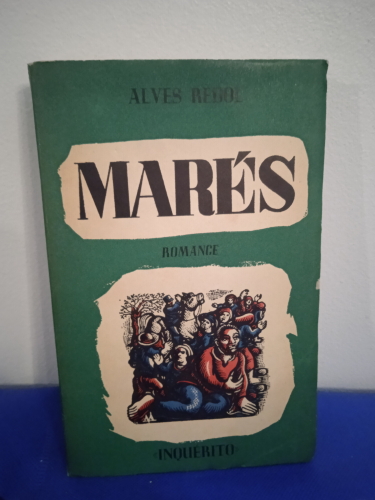 ALVES REDOL
MARÉS
ROMANCE
«INQUÉRITO»